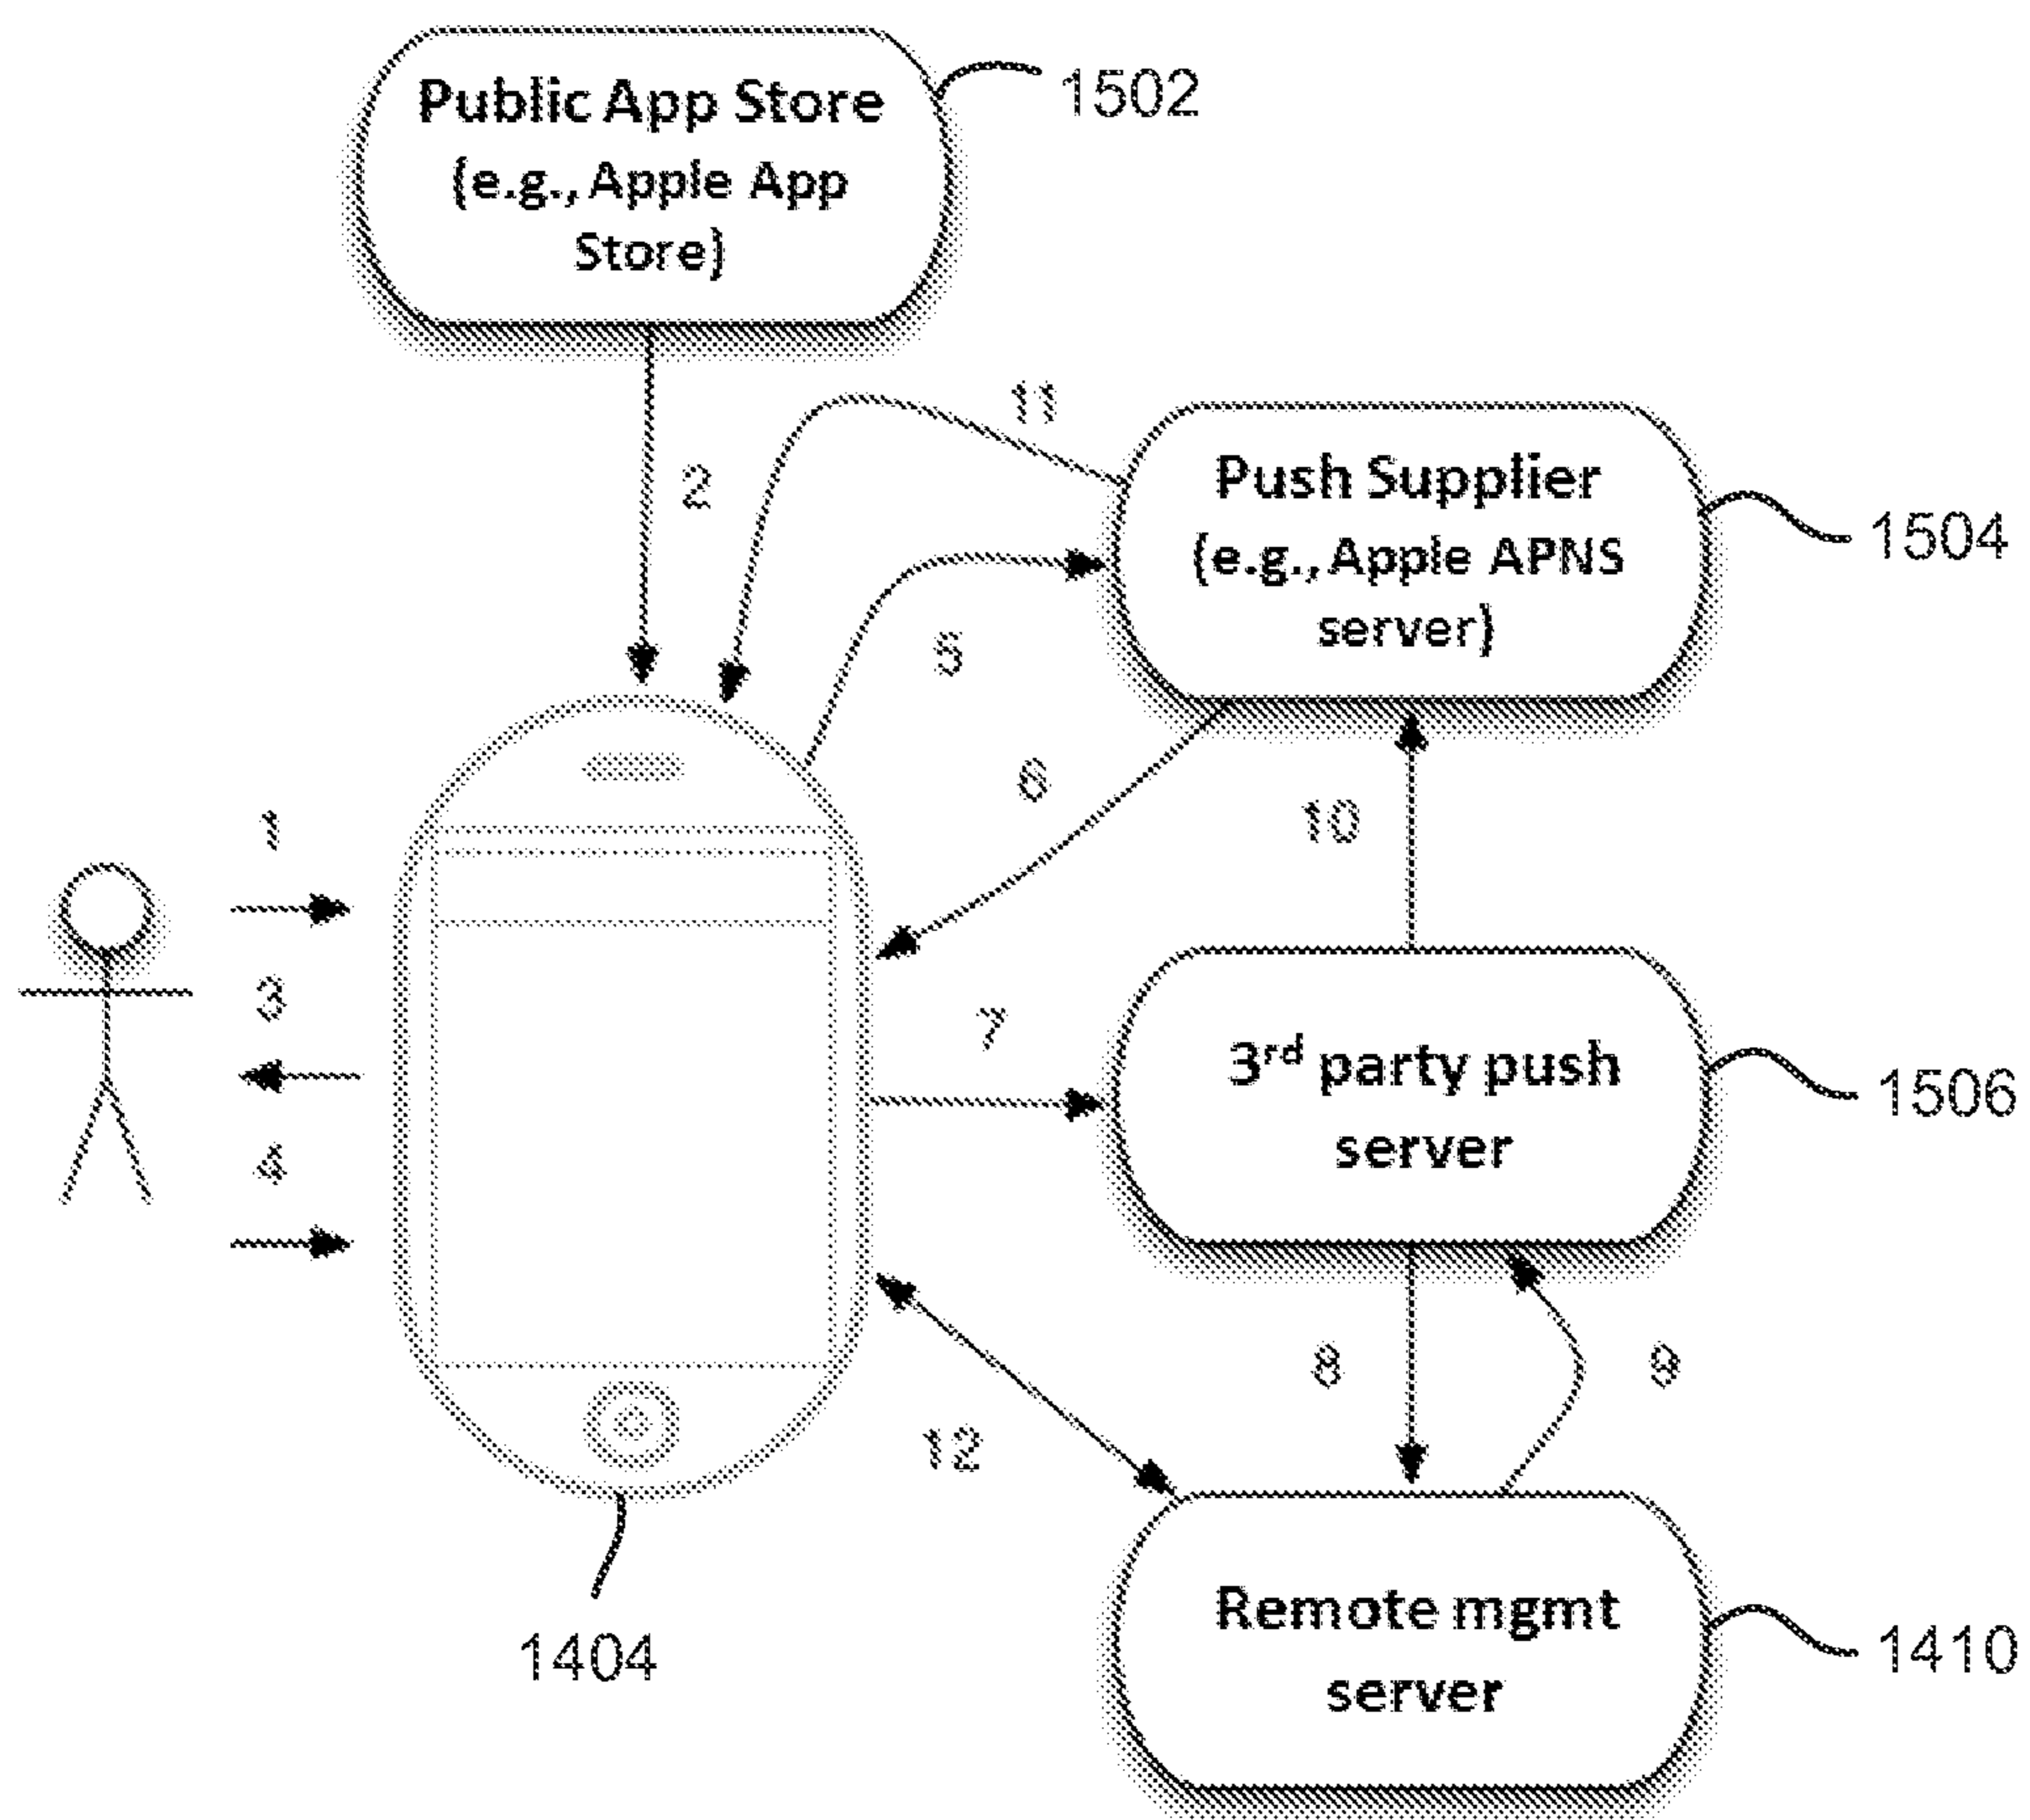 Public App Store
(e.g., Apple App
Store)
1502
11
2
Push Supplier
(e.g., Apple APNS
server)
1504
5
6
10
1
3
4
7
3rd party push
server
1506
8
9
12
1404
Remote mgmt
server
1410